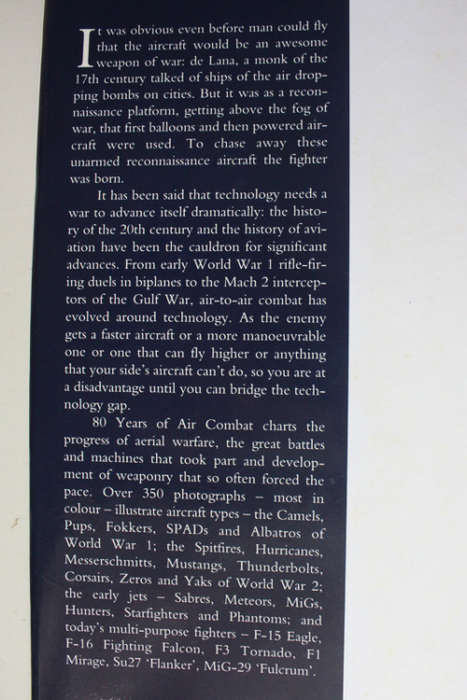 It was obvious even before man could fly
that the aircraft would be an awesome
weapon of war: de Lana, a monk of the
17th century talked of ships of the air drop-
ping bombs on cities. But it was as a recon-
naissance platform, getting above the fog of
war, that first balloons and then powered air-
craft were used. To chase away these
unarmed reconnaissance aircraft the fighter
was born.
It has been said that technology needs a
war to advance itself dramatically: the histo-
ry of the 20th century and the history of avi-
ation have been the cauldron for significant
advances. From early World War 1 rifle-fir-
ing duels in biplanes to the Mach 2 intercep-
tors of the Gulf War, air-to-air combat has
evolved around technology. As the enemy
gets a faster aircraft or a more manoeuvrable
one or one that can fly higher or anything
that your side's aircraft can't do, so you are at
a disadvantage until you can bridge the tech-
nology gap.
80 Years of Air Combat charts the
progress of aerial warfare, the great battles
and machines that took part and develop-
ment of weaponry that so often forced the
pace. Over 350 photographs – most in
colour – illustrate aircraft types – the Camels,
Pups, Fokkers, SPADs and Albatros of
World War 1; the Spitfires, Hurricanes,
Messerschmitts, Mustangs, Thunderbolts,
Corsairs, Zeros and Yaks of World War 2;
the early jets – Sabres, Meteors, MiGs,
Hunters, Starfighters and Phantoms; and
today's multi-purpose fighters – F-15 Eagle,
F-16 Fighting Falcon, F3 Tornado, F1
Mirage, Su27 'Flanker', MiG-29 'Fulcrum'.